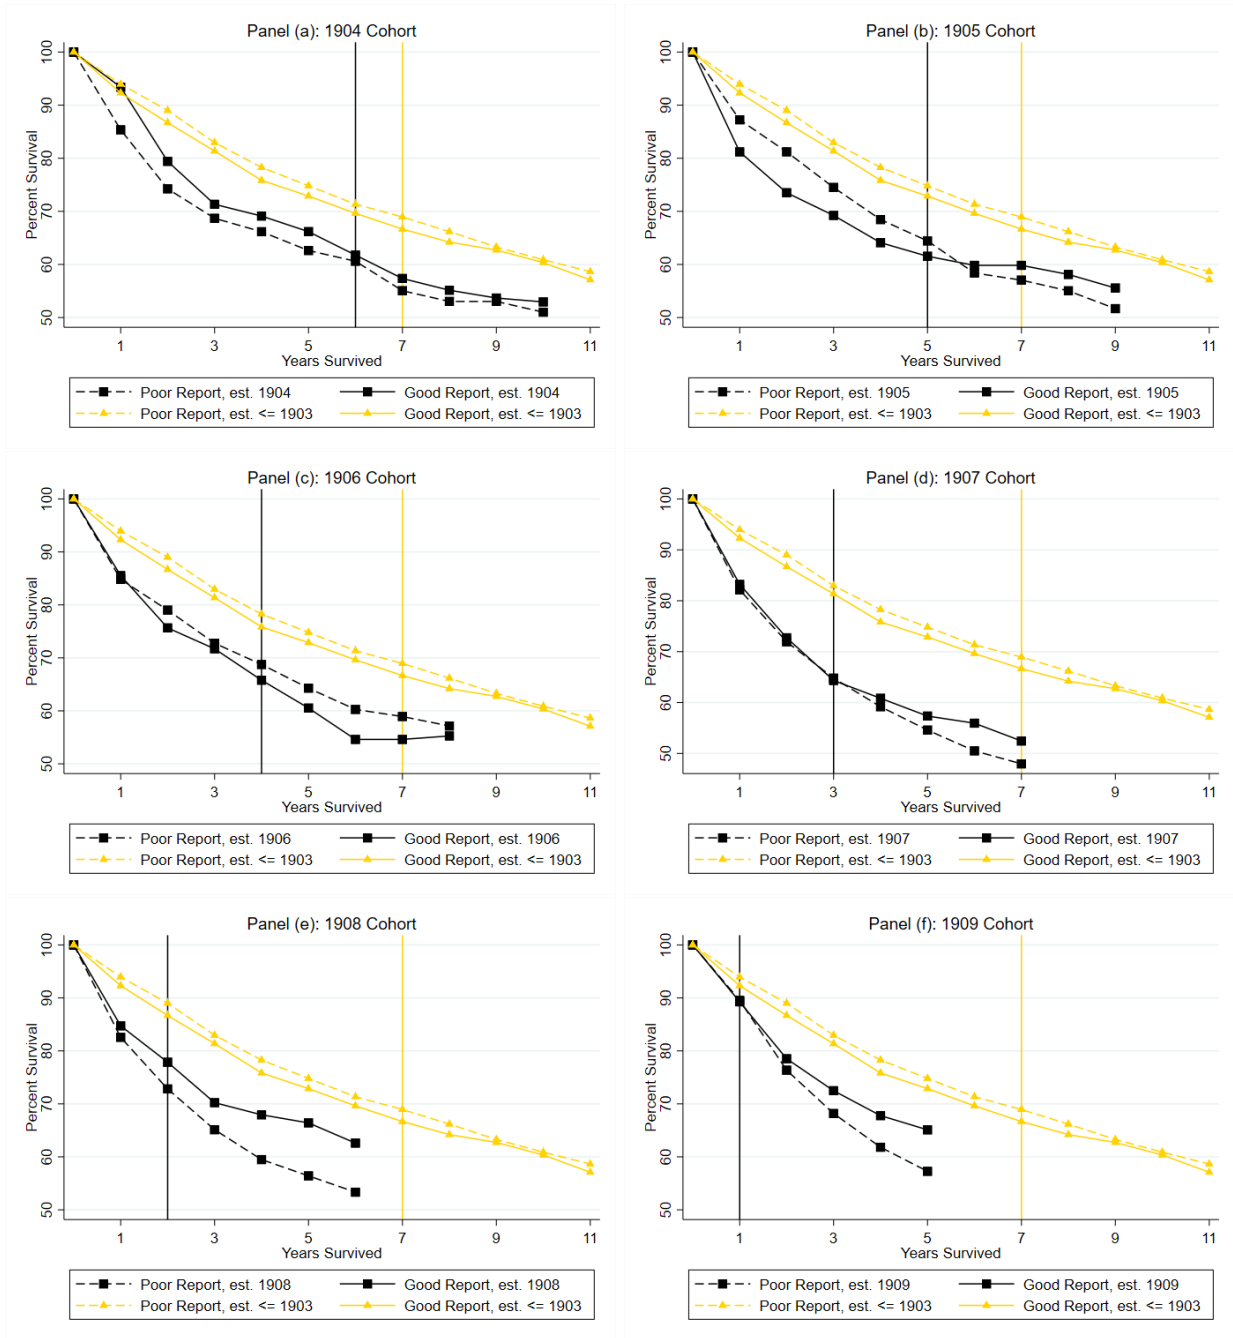 Panel (a): 1904 Cohort
Percent Survival
100
90
80
70
60
50
1 3 5 7 9 11
Years Survived
Poor Report, est. 1904 Good Report, est. 1904
Poor Report, est. <= 1903 Good Report, est. <= 1903
Panel (b): 1905 Cohort
Percent Survival
100
90
80
70
60
50
1 3 5 7 9 11
Years Survived
Poor Report, est. 1905 Good Report, est. 1905
Poor Report, est. <= 1903 Good Report, est. <= 1903
Panel (c): 1906 Cohort
Percent Survival
100
90
80
70
60
50
1 3 5 7 9 11
Years Survived
Poor Report, est. 1906 Good Report, est. 1906
Poor Report, est. <= 1903 Good Report, est. <= 1903
Panel (d): 1907 Cohort
Percent Survival
100
90
80
70
60
50
1 3 5 7 9 11
Years Survived
Poor Report, est. 1907 Good Report, est. 1907
Poor Report, est. <= 1903 Good Report, est. <= 1903
Panel (e): 1908 Cohort
Percent Survival
100
90
80
70
60
50
1 3 5 7 9 11
Years Survived
Poor Report, est. 1908 Good Report, est. 1908
Poor Report, est. <= 1903 Good Report, est. <= 1903
Panel (f): 1909 Cohort
Percent Survival
100
90
80
70
60
50
1 3 5 7 9 11
Years Survived
Poor Report, est. 1909 Good Report, est. 1909
Poor Report, est. <= 1903 Good Report, est. <= 1903